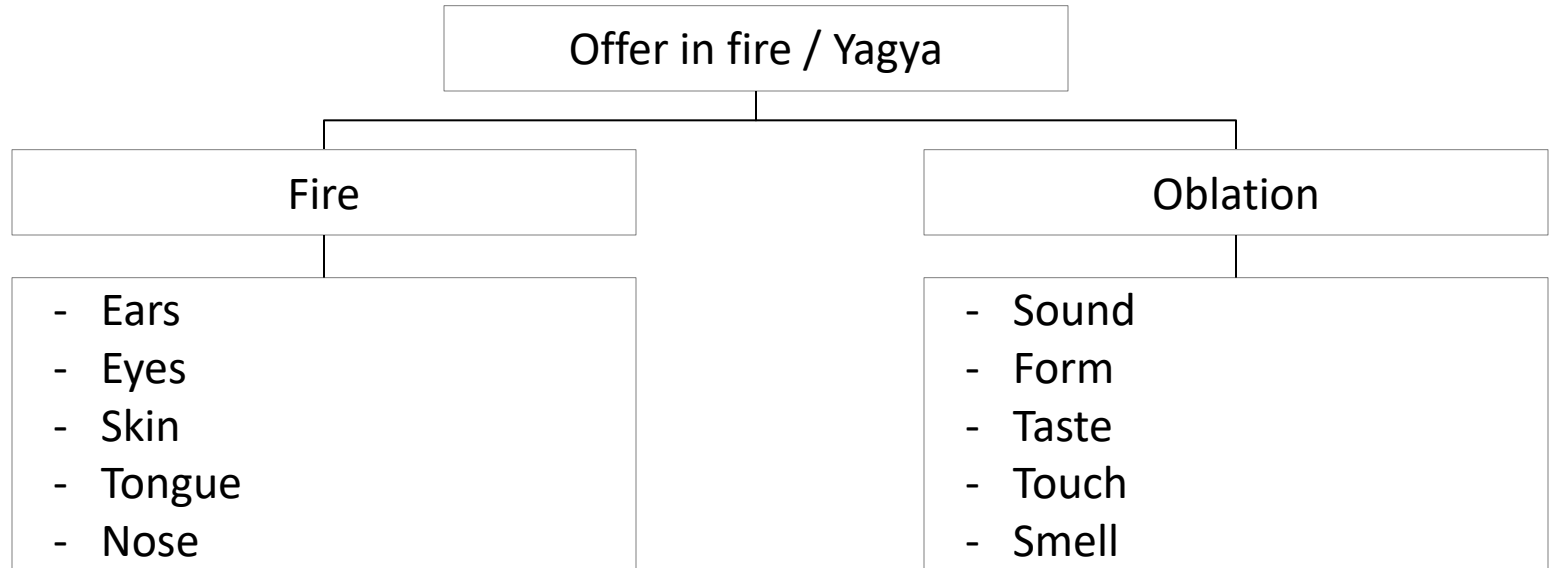 Offer in fire / Yagya
Fire
Oblation
- Ears
- Eyes
- Skin
- Tongue
- Nose
- Sound
- Form
- Taste
- Touch
- Smell